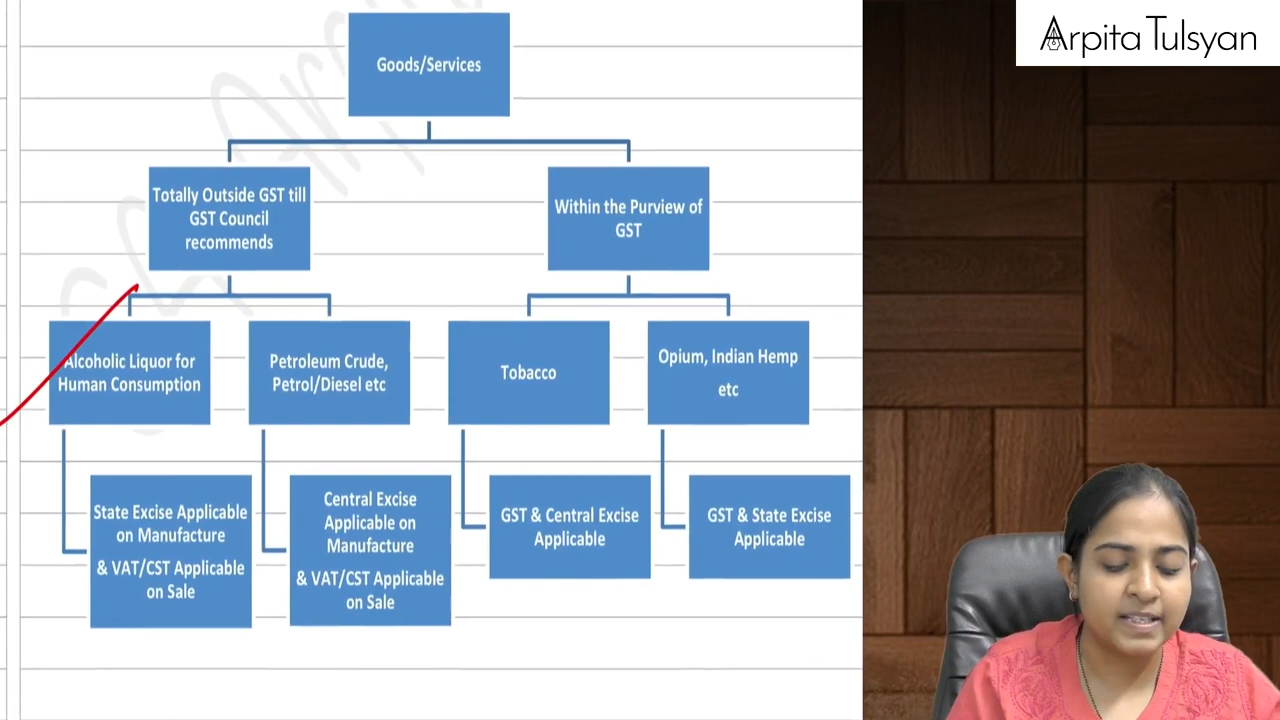 Arpita Tulsyan
Goods/Services
Totally Outside GST till
GST Council
recommends
Within the Purview of
GST
Alcoholic Liquor for
Human Consumption
Petroleum Crude,
Petrol/Diesel etc
Tobacco
Opium, Indian Hemp
etc
State Excise Applicable
on Manufacture
& VAT/CST Applicable
on Sale
Central Excise
Applicable on
Manufacture
& VAT/CST Applicable
on Sale
GST & Central Excise
Applicable
GST & State Excise
Applicable